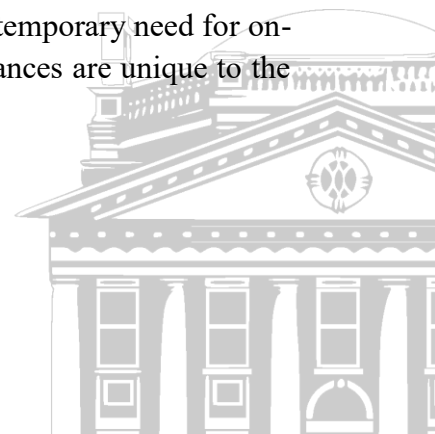 temporary need for on-
ances are unique to the